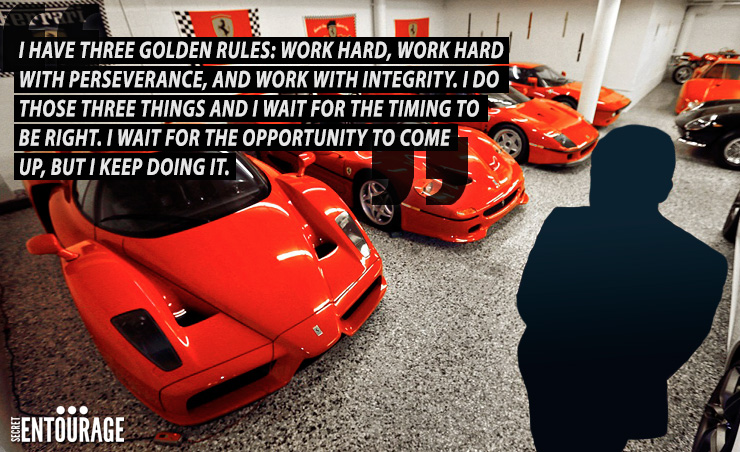 Ferrari
I HAVE THREE GOLDEN RULES: WORK HARD, WORK HARD
WITH PERSEVERANCE, AND WORK WITH INTEGRITY. I DO
THOSE THREE THINGS AND I WAIT FOR THE TIMING TO
BE RIGHT. I WAIT FOR THE OPPORTUNITY TO COME
UP, BUT I KEEP DOING IT.
SECRET
ENTOURAGE